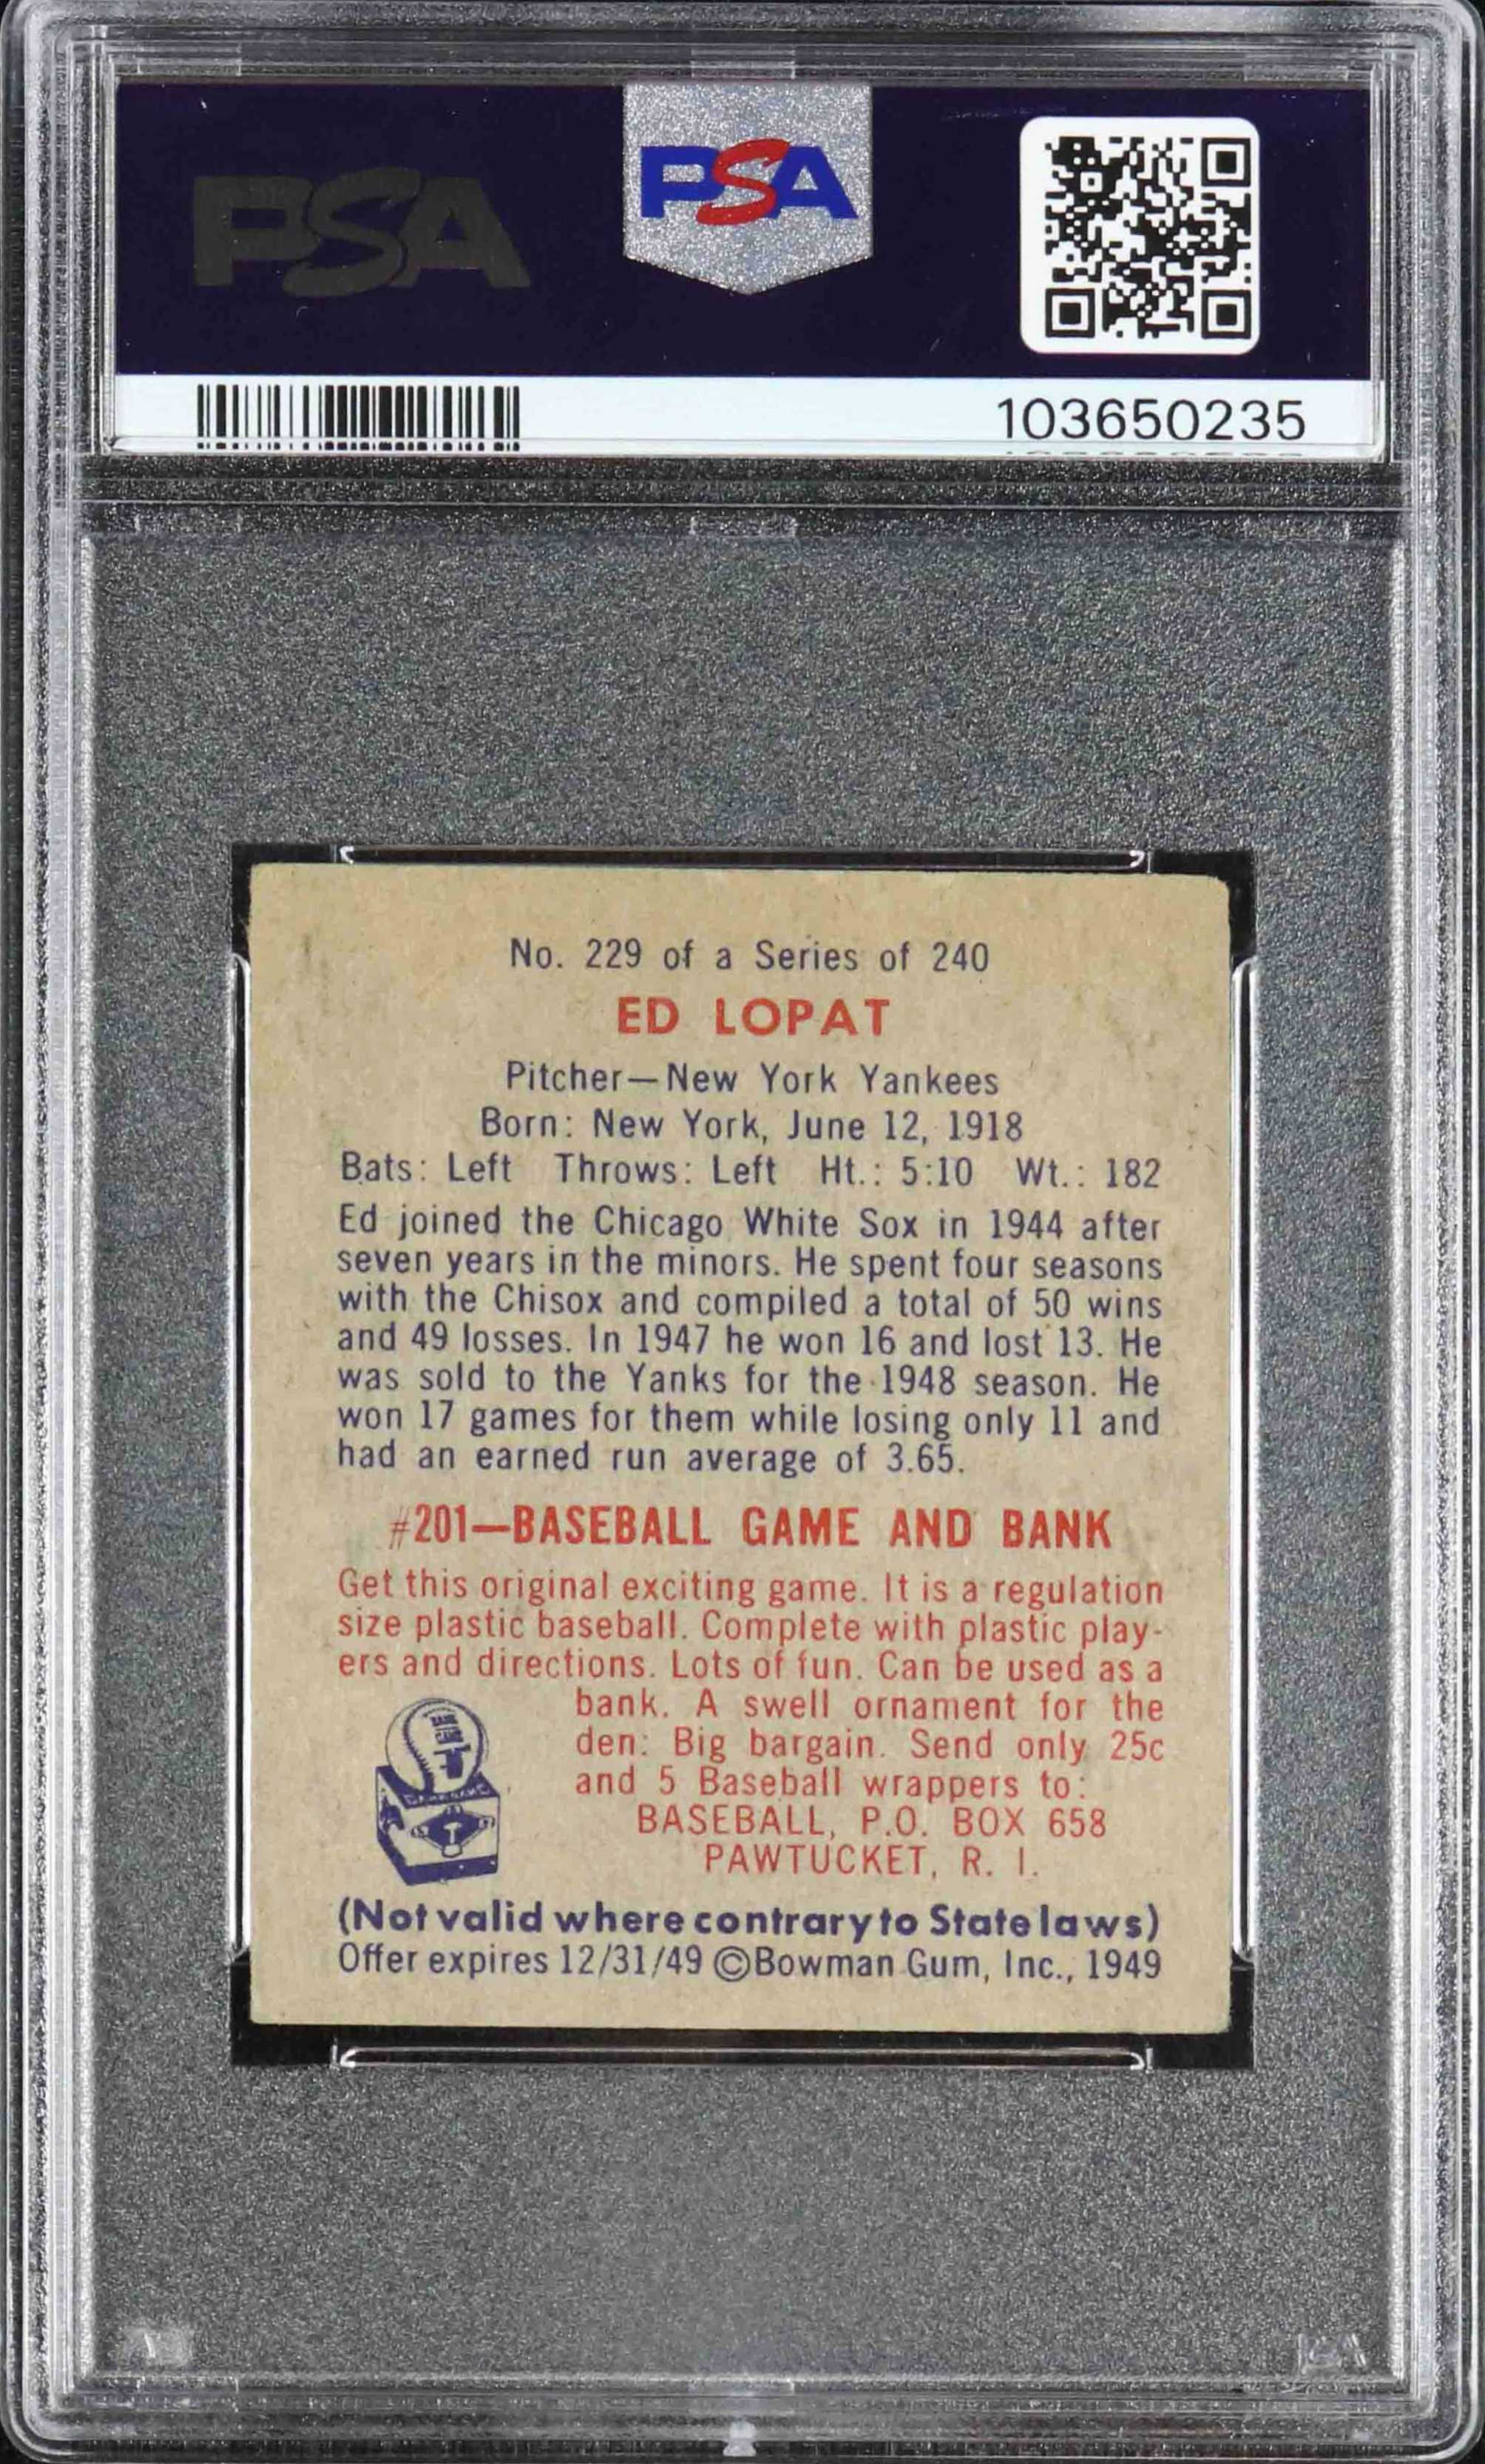 PSA
PSA
103650235
No. 229 of a Series of 240
ED LOPAT
Pitcher—New York Yankees
Born: New York, June 12, 1918
Bats: Left Throws: Left Ht.: 5:10 Wt.: 182
Ed joined the Chicago White Sox in 1944 after
seven years in the minors. He spent four seasons
with the Chisox and compiled a total of 50 wins
and 49 losses. In 1947 he won 16 and lost 13. He
was sold to the Yanks for the 1948 season. He
won 17 games for them while losing only 11 and
had an earned run average of 3.65.
#201—BASEBALL GAME AND BANK
Get this original exciting game. It is a regulation
size plastic baseball. Complete with plastic play-
ers and directions. Lots of fun. Can be used as a
bank. A swell ornament for the
den. Big bargain. Send only 25c
and 5 Baseball wrappers to:
BASEBALL, P.O. BOX 658
PAWTUCKET, R. I.
(Not valid where contrary to State laws)
Offer expires 12/31/49 ©Bowman Gum, Inc., 1949